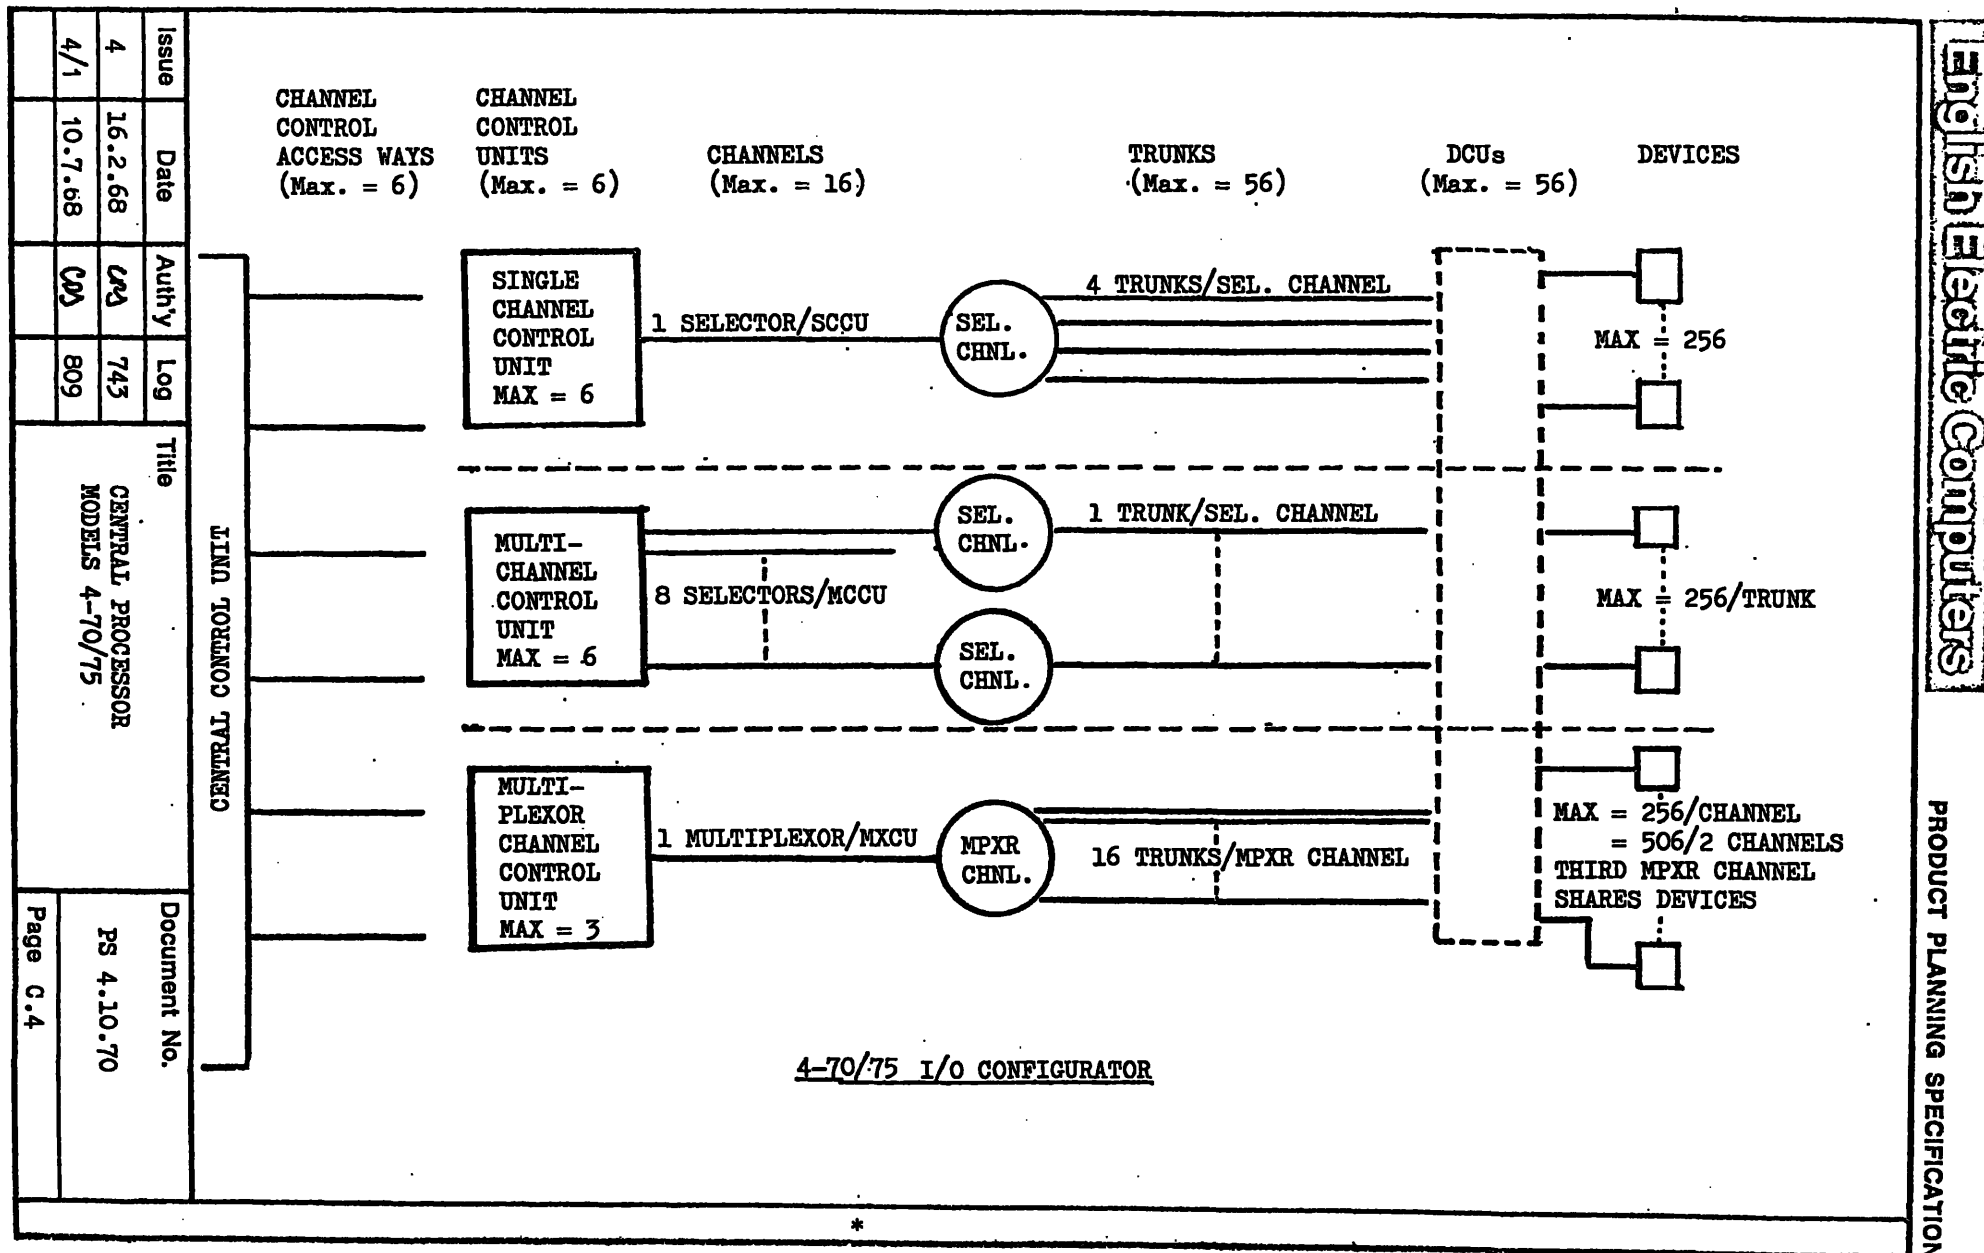 English Electric Computers
PRODUCT PLANNING SPECIFICATION
CHANNEL
CONTROL
ACCESS WAYS
(Max. = 6)
CHANNEL
CONTROL
UNITS
(Max. = 6)
CHANNELS
(Max. = 16)
TRUNKS
(Max. = 56)
DCUs
(Max. = 56)
DEVICES
CENTRAL CONTROL UNIT
SINGLE
CHANNEL
CONTROL
UNIT
MAX = 6
1 SELECTOR/SCCU
SEL.
CHNL.
4 TRUNKS/SEL. CHANNEL
MAX = 256
MULTI-
CHANNEL
CONTROL
UNIT
MAX = 6
8 SELECTORS/MCCU
SEL.
CHNL.
SEL.
CHNL.
1 TRUNK/SEL. CHANNEL
MAX = 256/TRUNK
MULTI-
PLEXOR
CHANNEL
CONTROL
UNIT
MAX = 3
1 MULTIPLEXOR/MXCU
MPXR
CHNL.
16 TRUNKS/MPXR CHANNEL
MAX = 256/CHANNEL
= 506/2 CHANNELS
THIRD MPXR CHANNEL
SHARES DEVICES
4-70/75 I/O CONFIGURATOR
Issue Date Auth'y Log
4 16.2.68 743
4/1 10.7.68 809
Title
CENTRAL PROCESSOR
MODELS 4-70/75
Document No.
PS 4.10.70
Page C.4
*